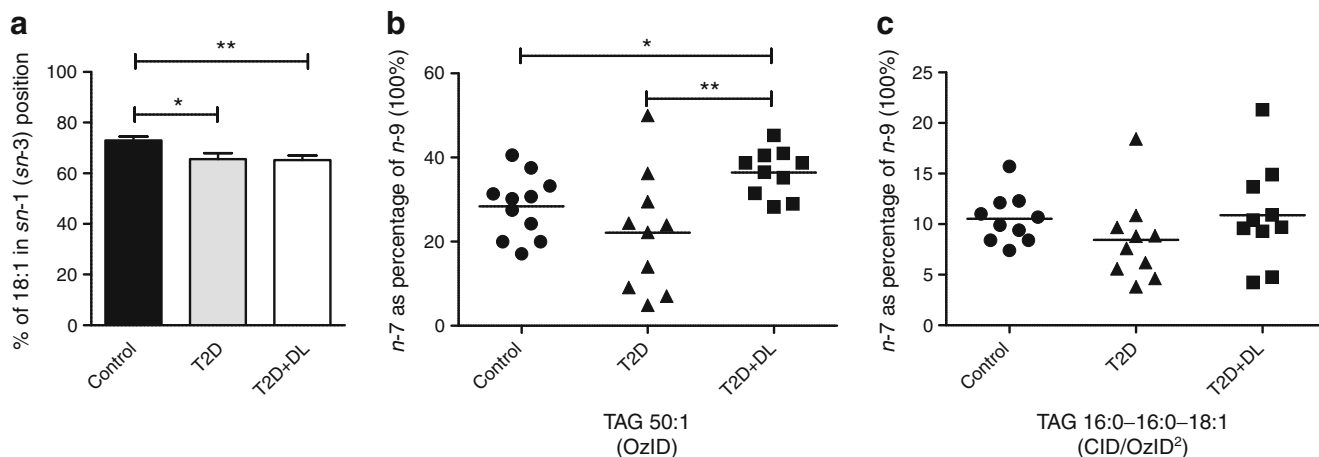 a
% of 18:1 in sn-1 (sn-3) position
100
80
60
40
20
0
**
*
Control
T2D
T2D+DL
b
n-7 as percentage of n-9 (100%)
60
40
20
0
*
**
Control
T2D
T2D+DL
TAG 50:1
(OzID)
c
n-7 as percentage of n-9 (100%)
25
20
15
10
5
0
Control
T2D
T2D+DL
TAG 16:0–16:0–18:1
(CID/OzID²)